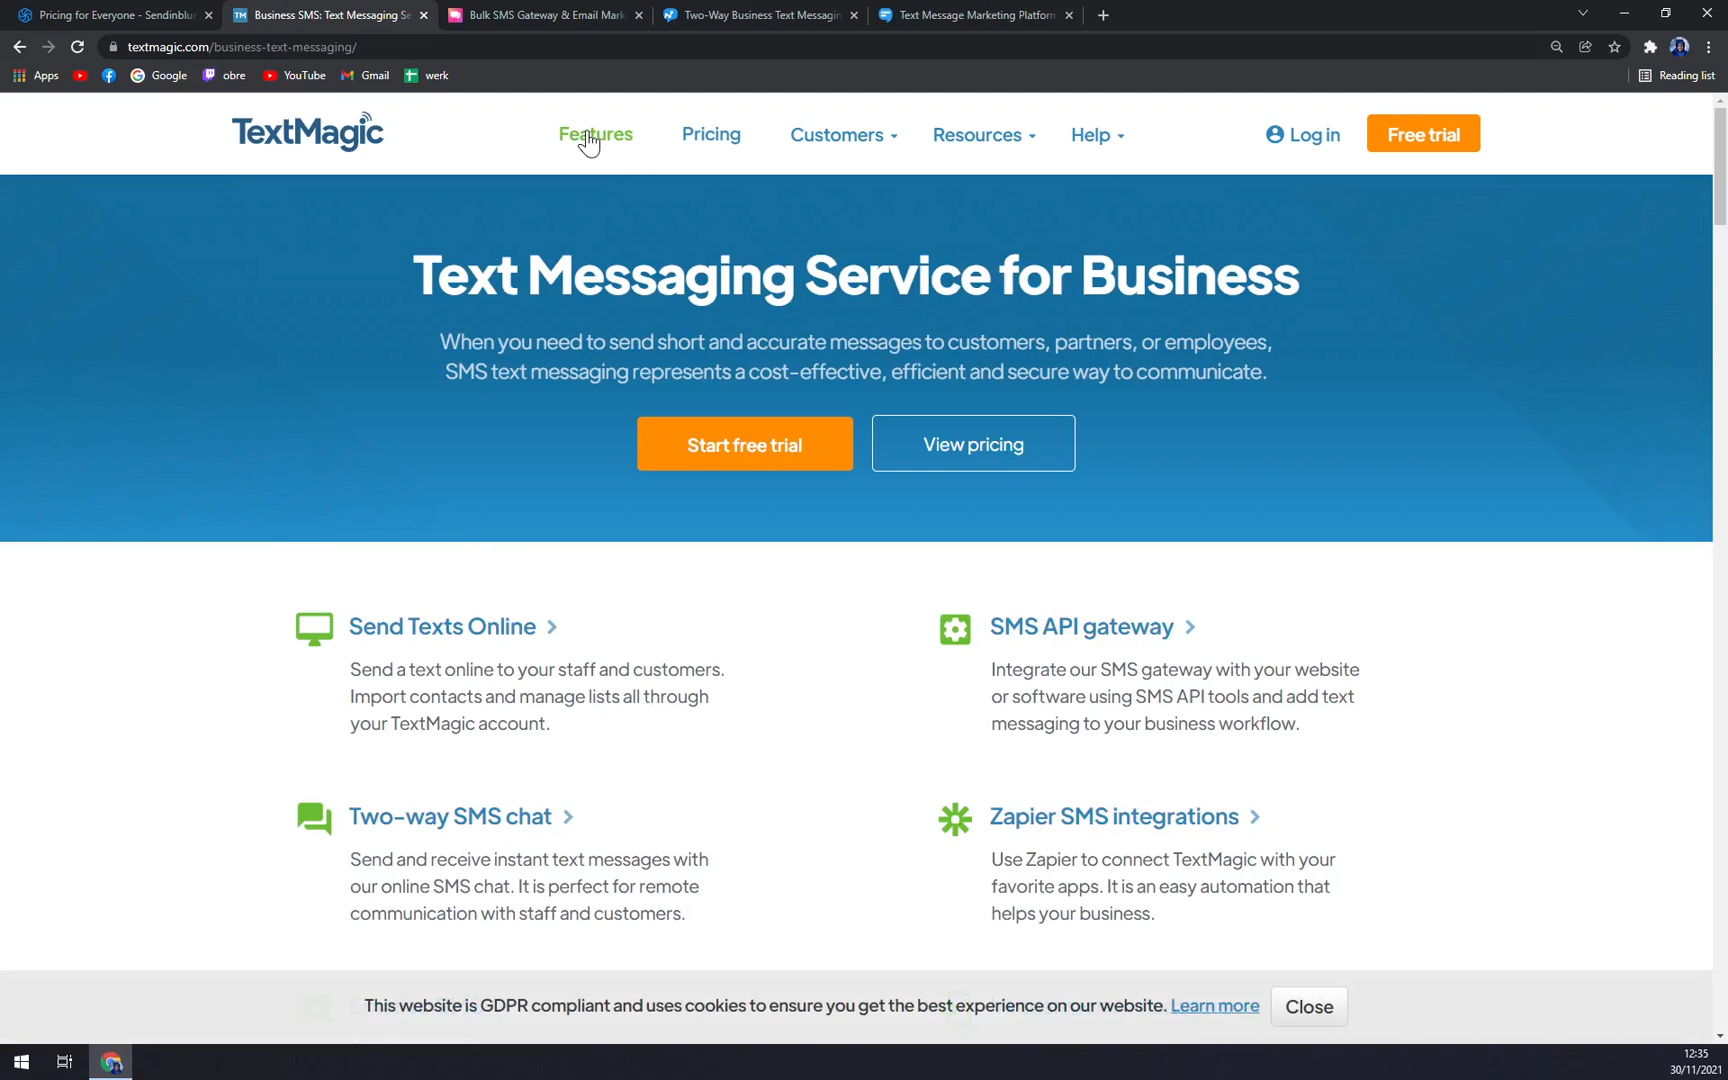 Pricing for Everyone - Sendinblue
Business SMS: Text Messaging Se
Bulk SMS Gateway & Email Mark
Two-Way Business Text Messagin
Text Message Marketing Platform
textmagic.com/business-text-messaging/
Apps
Google
obre
YouTube
Gmail
werk
Reading list
TextMagic
Features
Pricing
Customers
Resources
Help
Log in
Free trial
Text Messaging Service for Business
When you need to send short and accurate messages to customers, partners, or employees,
SMS text messaging represents a cost-effective, efficient and secure way to communicate.
Start free trial
View pricing
Send Texts Online
Send a text online to your staff and customers.
Import contacts and manage lists all through
your TextMagic account.
SMS API gateway
Integrate our SMS gateway with your website
or software using SMS API tools and add text
messaging to your business workflow.
Two-way SMS chat
Send and receive instant text messages with
our online SMS chat. It is perfect for remote
communication with staff and customers.
Zapier SMS integrations
Use Zapier to connect TextMagic with your
favorite apps. It is an easy automation that
helps your business.
This website is GDPR compliant and uses cookies to ensure you get the best experience on our website. Learn more
Close
12:35
30/11/2021